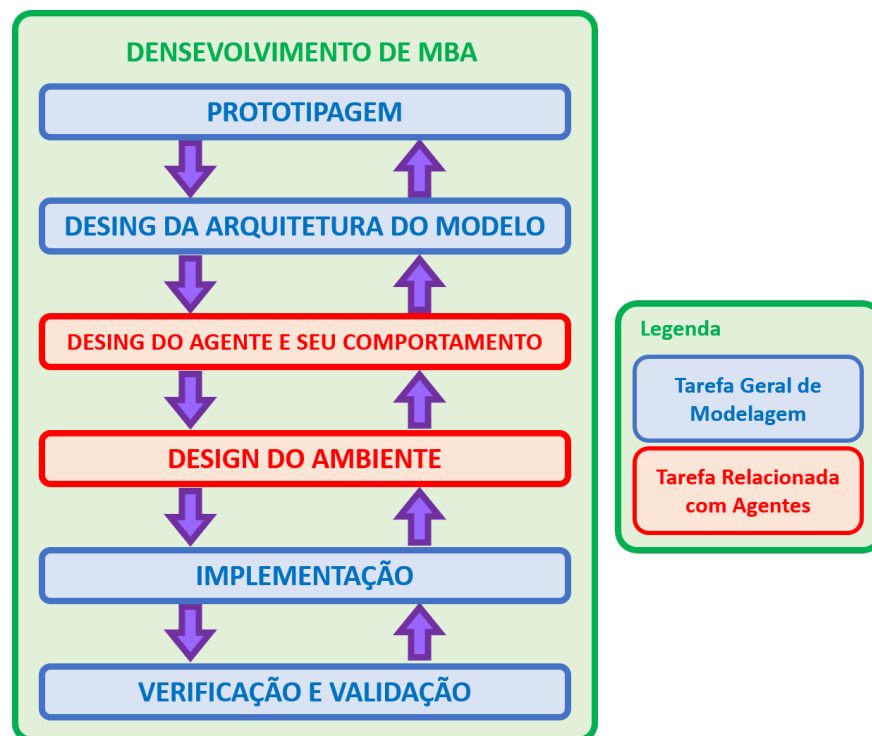 DENSEVOLVIMENTO DE MBA
PROTOTIPAGEM
DESING DA ARQUITETURA DO MODELO
DESING DO AGENTE E SEU COMPORTAMENTO
DESIGN DO AMBIENTE
IMPLEMENTAÇÃO
VERIFICAÇÃO E VALIDAÇÃO
Legenda
Tarefa Geral de
Modelagem
Tarefa Relacionada
com Agentes